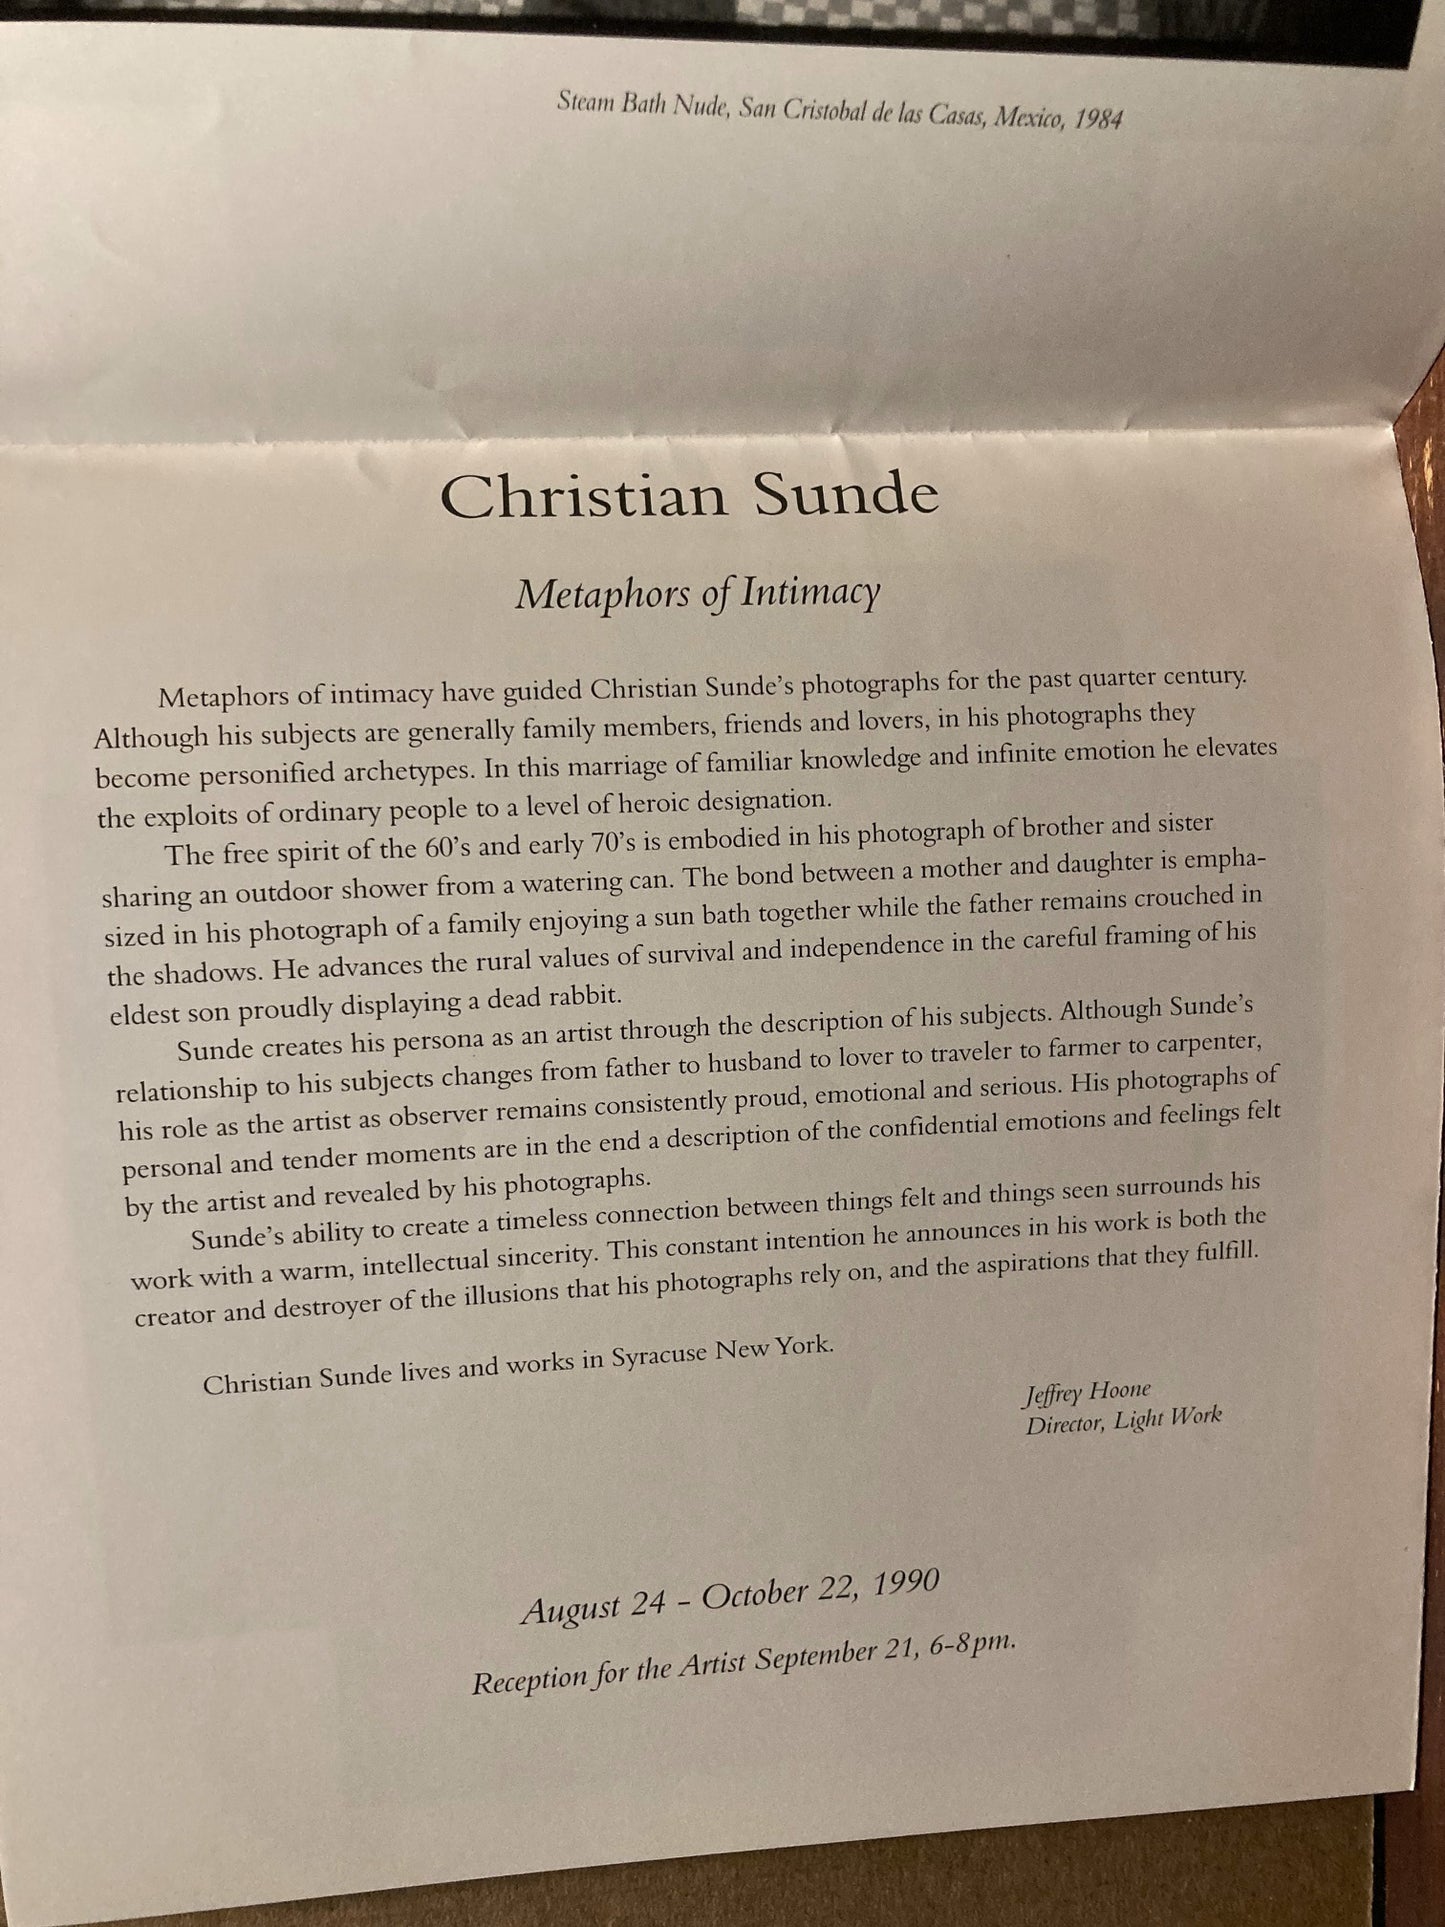 Steam Bath Nude, San Cristobal de las Casas, Mexico, 1984
Christian Sunde
Metaphors of Intimacy
Metaphors of intimacy have guided Christian Sunde's photographs for the past quarter century.
Although his subjects are generally family members, friends and lovers, in his photographs they
become personified archetypes. In this marriage of familiar knowledge and infinite emotion he elevates
the exploits of ordinary people to a level of heroic designation.
The free spirit of the 60's and early 70's is embodied in his photograph of brother and sister
sharing an outdoor shower from a watering can. The bond between a mother and daughter is empha-
sized in his photograph of a family enjoying a sun bath together while the father remains crouched in
the shadows. He advances the rural values of survival and independence in the careful framing of his
eldest son proudly displaying a dead rabbit.
Sunde creates his persona as an artist through the description of his subjects. Although Sunde's
relationship to his subjects changes from father to husband to lover to traveler to farmer to carpenter,
his role as the artist as observer remains consistently proud, emotional and serious. His photographs of
personal and tender moments are in the end a description of the confidential emotions and feelings felt
by the artist and revealed by his photographs.
Sunde's ability to create a timeless connection between things felt and things seen surrounds his
work with a warm, intellectual sincerity. This constant intention he announces in his work is both the
creator and destroyer of the illusions that his photographs rely on, and the aspirations that they fulfill.
Christian Sunde lives and works in Syracuse New York.
Jeffrey Hoone
Director, Light Work
August 24 - October 22, 1990
Reception for the Artist September 21, 6-8pm.